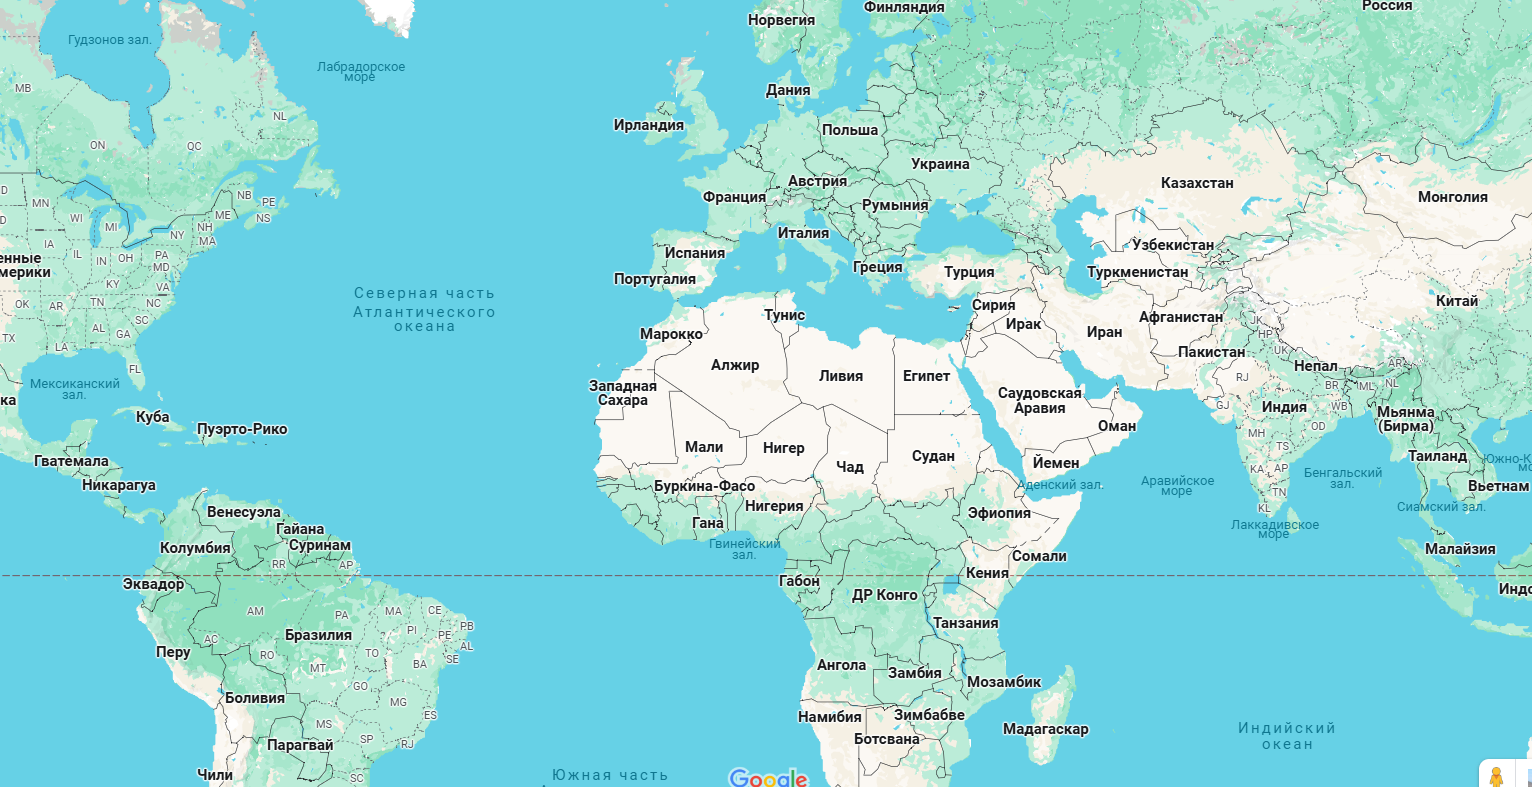 Финляндия
Россия
Норвегия
Гудзонов зал.
Лабрадорское
море
MB
Дания
NL
Ирландия
Польша
ON
QC
Украина
Австрия
Казахстан
D
MN
NB
PE
Франция
Румыния
Монголия
WI
ME
NS
D
MI
NH
NY
MA
Италия
IA
IL
IN
OH
PA
MD
Узбекистан
енные
мерики
Испания
Греция
Турция
Туркменистан
KY
VA
Португалия
Северная часть
Атлантического
океана
OK
AR
TN
NC
SC
Сирия
Китай
Тунис
Ирак
Афганистан
JK
TX
AL
GA
LA
Марокко
Иран
HP
UK
Пакистан
FL
Алжир
Ливия
Египет
Непал
AR
RJ
BR
ML
NL
Мексиканский
зал.
Западная
Сахара
Саудовская
Аравия
ка
GJ
Индия
WB
Мьянма
(Бирма)
Куба
Пуэрто-Рико
Оман
MH
OD
TS
Мали
Нигер
Чад
Судан
Йемен
KA
AP
Гватемала
Таиланд
Южно-К
мо
Никарагуа
Буркина-Фасо
Аденский зал.
Аравийское
море
Бенгальский
зал.
Вьетнам
TN
KL
Венесуэла
Нигерия
Эфиопия
Сиамский зал.
Гайана
Гана
Лаккадивское
море
Колумбия
Суринам
Гвинейский
зал.
Сомали
Малайзия
RR
AP
Кения
Эквадор
Габон
ДР Конго
Индо
AM
PA
MA
CE
Танзания
Бразилия
PI
PB
PE
AC
AL
Перу
RO
TO
SE
MT
BA
Ангола
Замбия
Мозамбик
GO
Боливия
MG
ES
Намибия
Зимбабве
Мадагаскар
MS
SP
RJ
Парагвай
Ботсвана
Индийский
океан
Чили
SC
Южная часть
Google